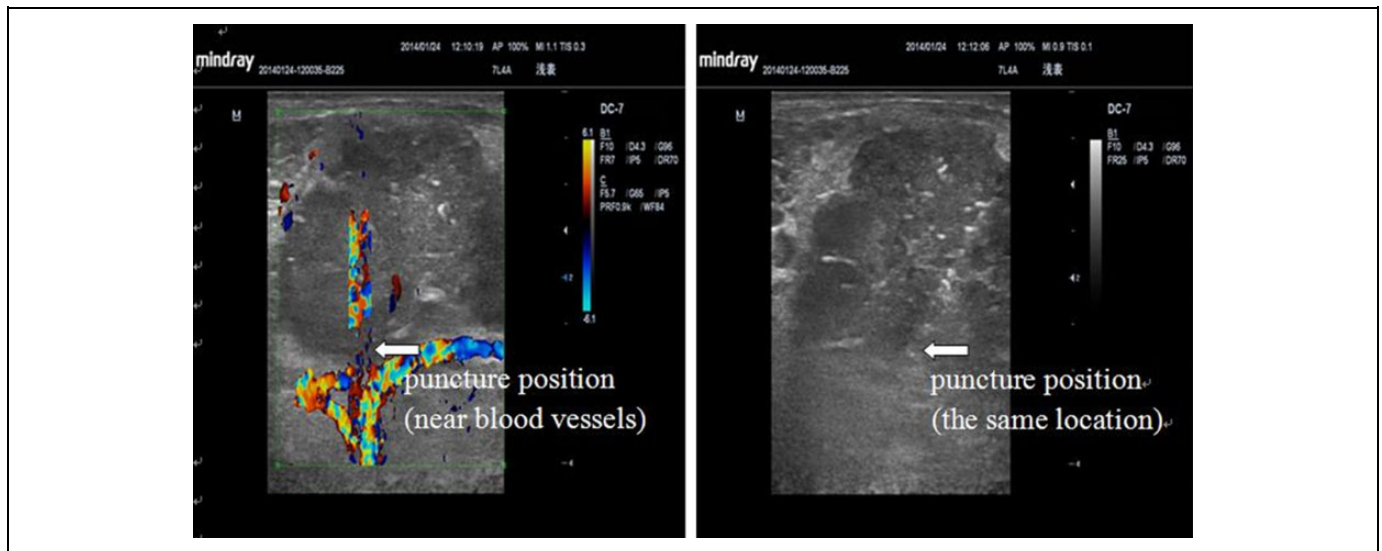 2014/01/24 12:10:19 AP 100% MI 1.1 TIS 0.3
mindray 20140124-120035-B225 7L4A 浅表
M
DC-7
6.1 B1
F10 /D4.3 /G96
FR7 /IP5 /DR70
C
F5.7 /G65 /IP5
PRF0.9k /WF84
2
-6.1
puncture position
(near blood vessels)
2014/01/24 12:12:06 AP 100% MI 0.9 TIS 0.1
mindray 20140124-120035-B225 7L4A 浅表
M
DC-7
B1
F10 /D4.3 /G96
FR25 /IP5 /DR70
2
puncture position
(the same location)